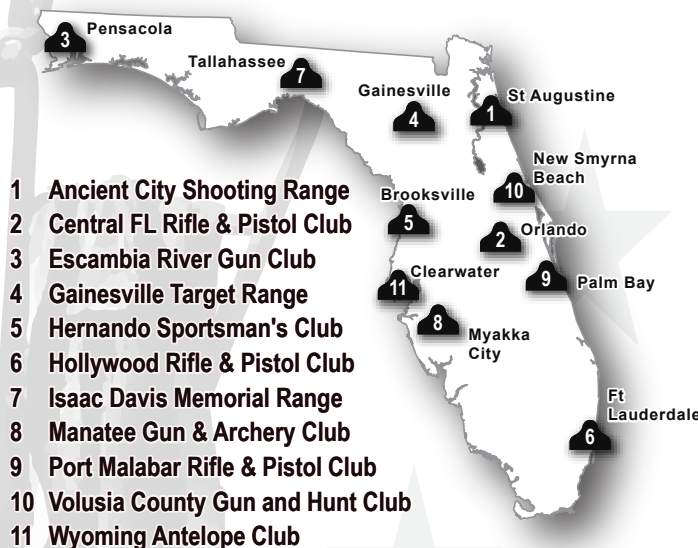 3 Pensacola
Tallahassee
7
Gainesville
4
St Augustine
1
New Smyrna
Beach
10
Brooksville
5
Orlando
2
Clearwater
11
9 Palm Bay
8
Myakka
City
Ft
Lauderdale
6
1 Ancient City Shooting Range
2 Central FL Rifle & Pistol Club
3 Escambia River Gun Club
4 Gainesville Target Range
5 Hernando Sportsman's Club
6 Hollywood Rifle & Pistol Club
7 Isaac Davis Memorial Range
8 Manatee Gun & Archery Club
9 Port Malabar Rifle & Pistol Club
10 Volusia County Gun and Hunt Club
11 Wyoming Antelope Club